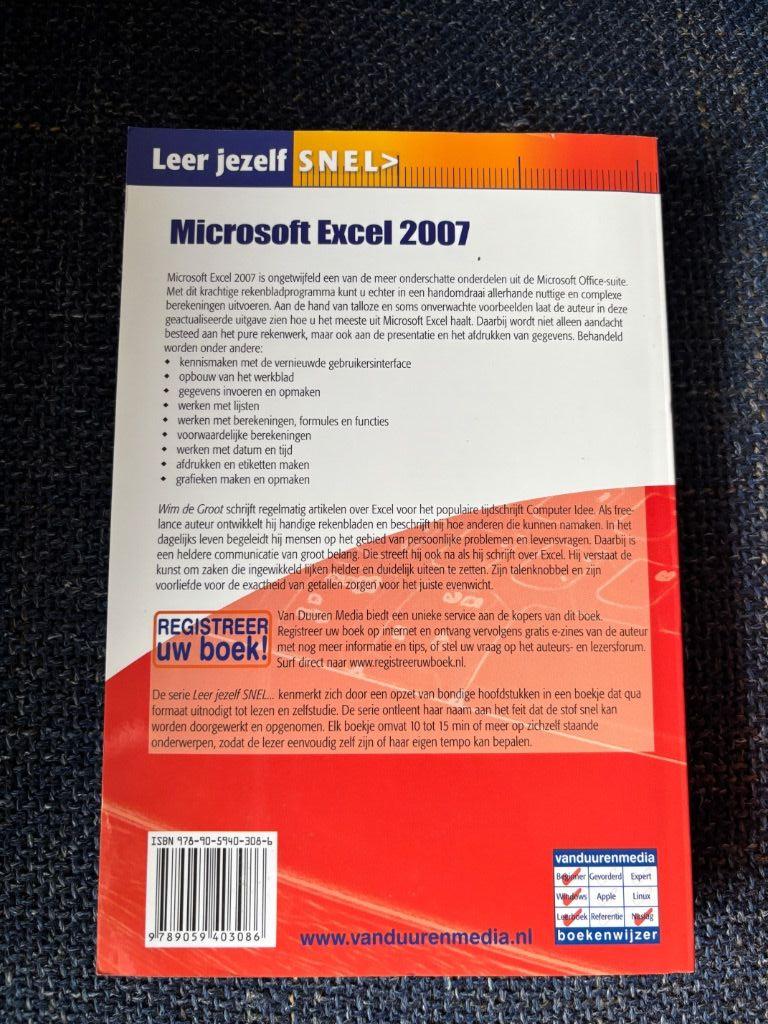 Leer jezelf SNEL>
Microsoft Excel 2007
Microsoft Excel 2007 is ongetwijfeld een van de meer onderschatte onderdelen uit de Microsoft Office-suite.
Met dit krachtige rekenbladprogramma kunt u echter in een handomdraai allerhande nuttige en complexe
berekeningen uitvoeren. Aan de hand van talloze en soms onverwachte voorbeelden laat de auteur in deze
geactualiseerde uitgave zien hoe u het meeste uit Microsoft Excel haalt. Daarbij wordt niet alleen aandacht
besteed aan het pure rekenwerk, maar ook aan de presentatie en het afdrukken van gegevens. Behandeld
worden onder andere:
◆ kennismaken met de vernieuwde gebruikersinterface
◆ opbouw van het werkblad
◆ gegevens invoeren en opmaken
◆ werken met lijsten
◆ werken met berekeningen, formules en functies
◆ voorwaardelijke berekeningen
◆ werken met datum en tijd
◆ afdrukken en etiketten maken
◆ grafieken maken en opmaken
Wim de Groot schrijft regelmatig artikelen over Excel voor het populaire tijdschrift Computer Idee. Als free-
lance auteur ontwikkelt hij handige rekenbladen en beschrijft hij hoe anderen die kunnen namaken. In het
dagelijks leven begeleidt hij mensen op het gebied van persoonlijke problemen en levensvragen. Daarbij is
een heldere communicatie van groot belang. Die streeft hij ook na als hij schrijft over Excel. Hij verstaat de
kunst om zaken die ingewikkeld lijken helder en duidelijk uiteen te zetten. Zijn talenknobbel en zijn
voorliefde voor de exactheid van getallen zorgen voor het juiste evenwicht.
REGISTREER
uw boek!
Van Duuren Media biedt een unieke service aan de kopers van dit boek.
Registreer uw boek op internet en ontvang vervolgens gratis e-zines van de auteur
met nog meer informatie en tips, of stel uw vraag op het auteurs- en lezersforum.
Surf direct naar www.registreeruwboek.nl.
De serie Leer jezelf SNEL... kenmerkt zich door een opzet van bondige hoofdstukken in een boekje dat qua
formaat uitnodigt tot lezen en zelfstudie. De serie ontleent haar naam aan het feit dat de stof snel kan
worden doorgewerkt en opgenomen. Elk boekje omvat 10 tot 15 min of meer op zichzelf staande
onderwerpen, zodat de lezer eenvoudig zelf zijn of haar eigen tempo kan bepalen.
ISBN 978-90-5940-308-6
9 789059 403086
www.vanduurenmedia.nl
vanduurenmedia
Beginner Gevorderd Expert
Windows Apple Linux
Leerboek Referentie Naslag
boekenwijzer